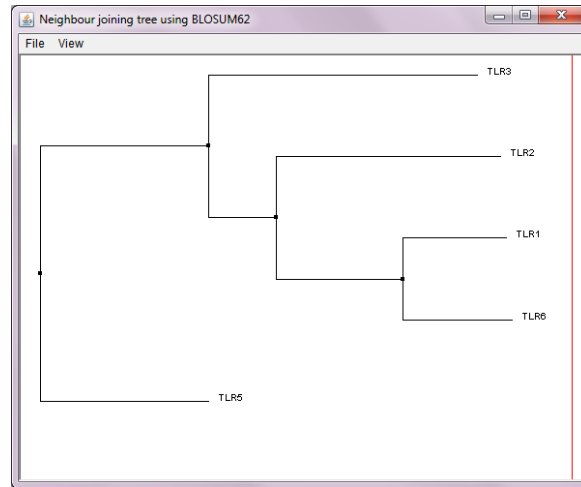 Neighbour joining tree using BLOSUM62
File View
TLR3
TLR2
TLR1
TLR6
TLR5